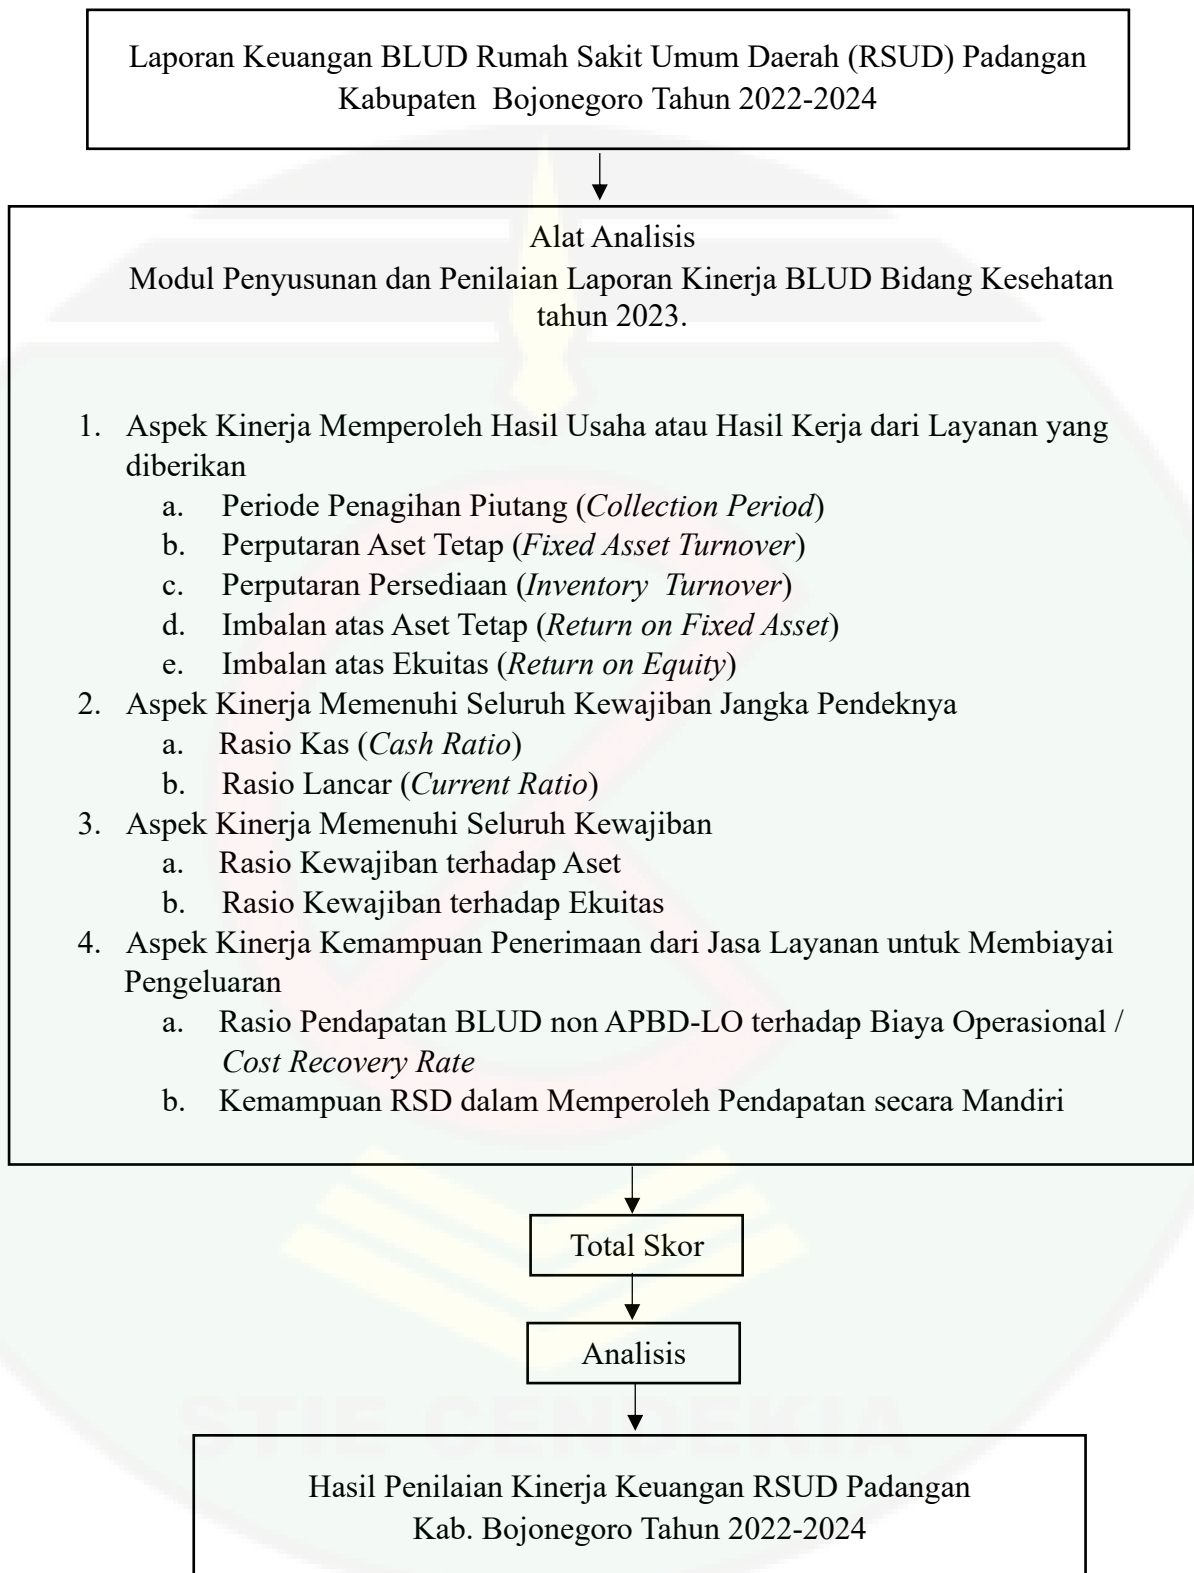 Laporan Keuangan BLUD Rumah Sakit Umum Daerah (RSUD) Padangan
Kabupaten Bojonegoro Tahun 2022-2024
Alat Analisis
Modul Penyusunan dan Penilaian Laporan Kinerja BLUD Bidang Kesehatan
tahun 2023.
1. Aspek Kinerja Memperoleh Hasil Usaha atau Hasil Kerja dari Layanan yang
diberikan
a. Periode Penagihan Piutang (Collection Period)
b. Perputaran Aset Tetap (Fixed Asset Turnover)
c. Perputaran Persediaan (Inventory Turnover)
d. Imbalan atas Aset Tetap (Return on Fixed Asset)
e. Imbalan atas Ekuitas (Return on Equity)
2. Aspek Kinerja Memenuhi Seluruh Kewajiban Jangka Pendeknya
a. Rasio Kas (Cash Ratio)
b. Rasio Lancar (Current Ratio)
3. Aspek Kinerja Memenuhi Seluruh Kewajiban
a. Rasio Kewajiban terhadap Aset
b. Rasio Kewajiban terhadap Ekuitas
4. Aspek Kinerja Kemampuan Penerimaan dari Jasa Layanan untuk Membiayai
Pengeluaran
a. Rasio Pendapatan BLUD non APBD-LO terhadap Biaya Operasional /
Cost Recovery Rate
b. Kemampuan RSD dalam Memperoleh Pendapatan secara Mandiri
Total Skor
Analisis
STIE CENDEKIA
Hasil Penilaian Kinerja Keuangan RSUD Padangan
Kab. Bojonegoro Tahun 2022-2024